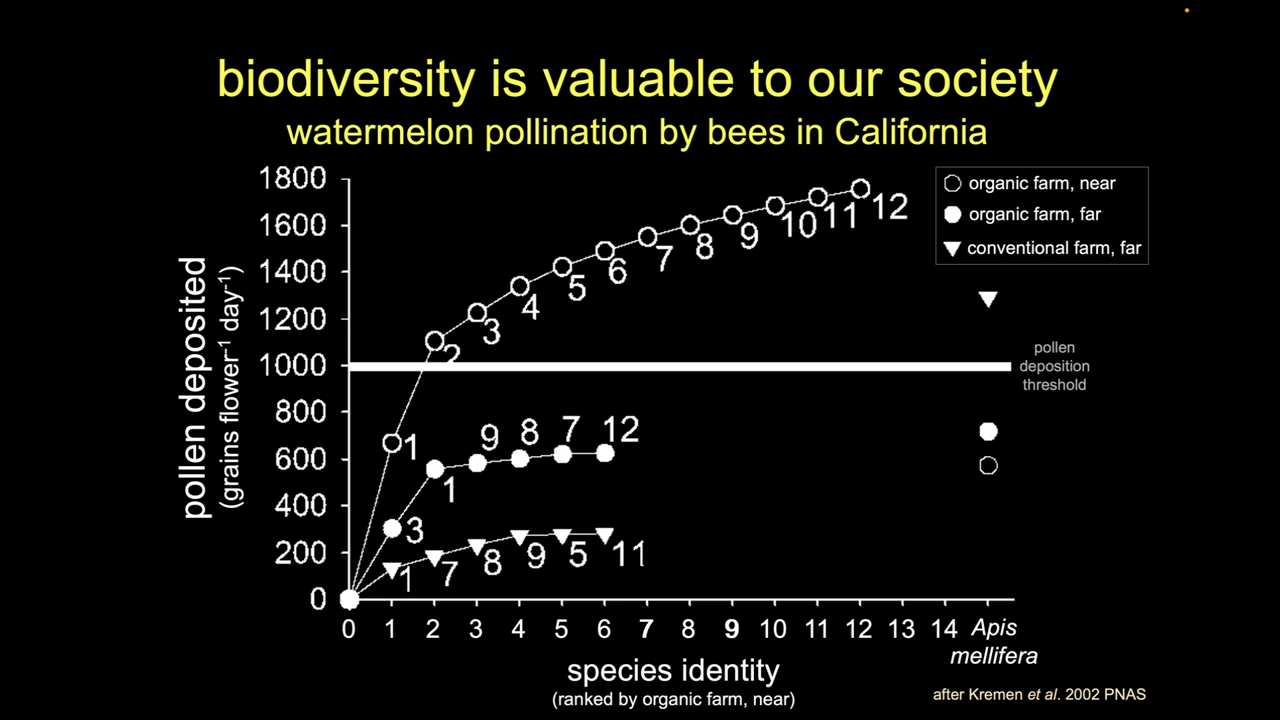 biodiversity is valuable to our society
watermelon pollination by bees in California
pollen deposited
(grains flower⁻¹ day⁻¹)
1800
1600
1400
1200
1000
800
600
400
200
0
1 2 3 4 5 6 7 8 9 10 11 12
3 1 9 8 7 12
1 7 8 9 5 11
organic farm, near
organic farm, far
conventional farm, far
pollen
deposition
threshold
0 1 2 3 4 5 6 7 8 9 10 11 12 13 14 Apis
mellifera
species identity
(ranked by organic farm, near)
after Kremen et al. 2002 PNAS